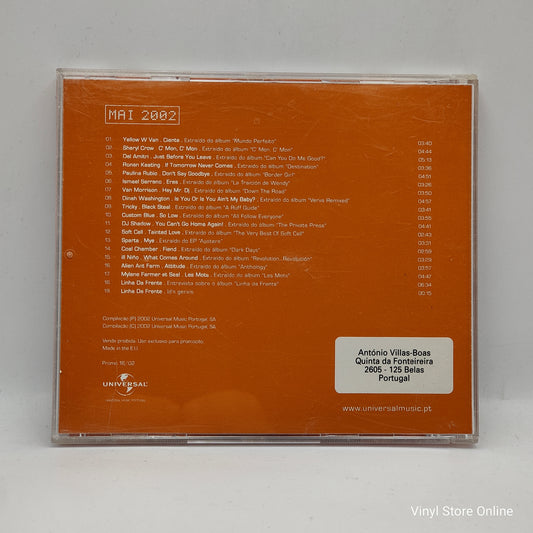 MAI 2002
01 Yellow W Van . Ciente . Extraído do álbum "Mundo Perfeito" 03:40
02 Sheryl Crow . C' Mon, C' Mon . Extraído do álbum "C' Mon, C' Mon" 04:44
03 Del Amitri . Just Before You Leave . Extraído do álbum "Can You Do Me Good?" 05:13
04 Ronan Keating . If Tomorrow Never Comes . Extraído do álbum "Destination" 03:36
05 Paulina Rubio . Don't Say Goodbye . Extraído do álbum "Border Girl" 04:51
06 Ismael Serrano . Eres . Extraído do álbum "La Traición de Wendy" 03:26
07 Van Morrison . Hey Mr. Dj . Extraído do álbum "Down The Road" 03:50
08 Dinah Washington . Is You Or Is You Ain't My Baby? . Extraído do álbum "Verve Remixed" 03:31
09 Tricky . Black Steel . Extraído do álbum "A Ruff Guide" 03:41
10 Custom Blue . So Low . Extraído do álbum "All Follow Everyone"
11 DJ Shadow . You Can't Go Home Again! . Extraído do álbum "The Private Press" 04:41
12 Soft Cell . Tainted Love . Extraído do álbum "The Very Best Of Soft Cell" 02:43
13 Sparta . Mye . Extraído do EP "Austere" 03:31
14 Coal Chamber . Fiend . Extraído do álbum "Dark Days" 02:59
15 ill Niño . What Comes Around . Extraído do álbum "Revolution...Revolución" 03:29
16 Alien Ant Farm . Attitude . Extraído do álbum "Anthology" 03:57
17 Mylene Farmer et Seal . Les Mots . Extraído do álbum "Les Mots" 04:47
18 Linha Da Frente . Entrevista sobre o álbum "Linha da Frente" 06:34
19 Linha Da Frente . Id's gerais 00:15
Compilação (P) 2002 Universal Music Portugal, SA
Compilação (C) 2002 Universal Music Portugal, SA
Venda proibida. Uso exclusivo para promoção.
Made in the E.U.
Promo 16/02
UNIVERSAL
António Villas-Boas
Quinta da Fonteireira
2605 - 125 Belas
Portugal
www.universalmusic.pt
Vinyl Store Online